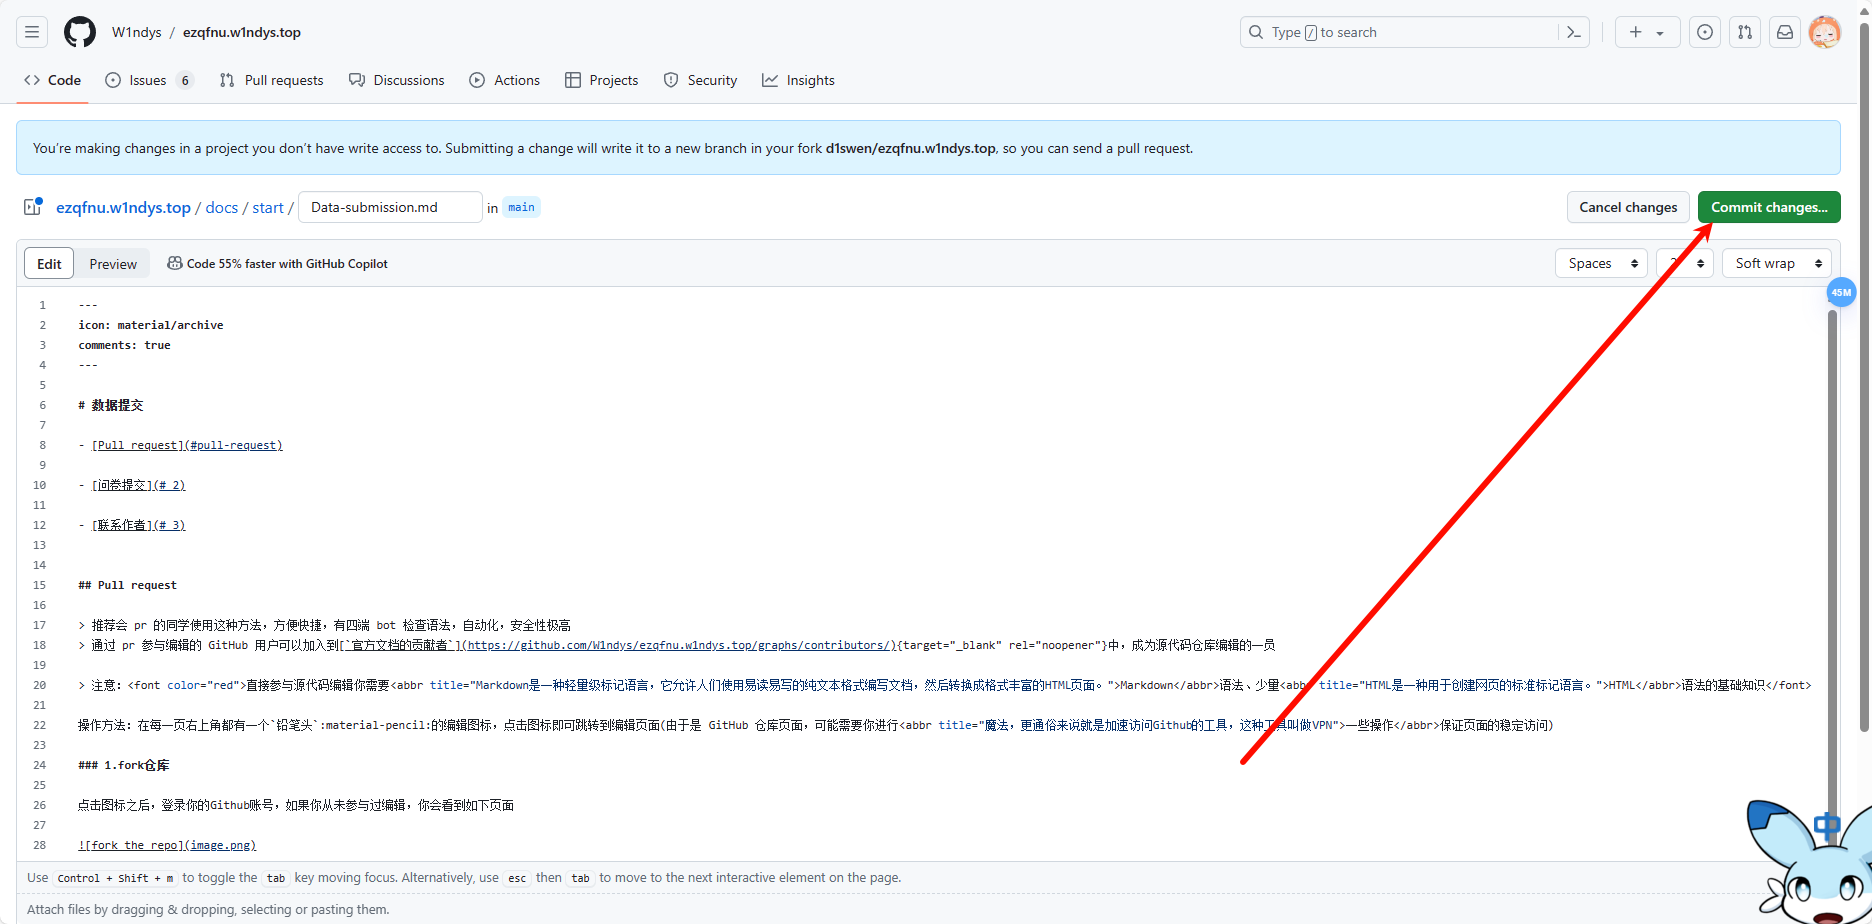 W1ndys / ezqfnu.w1ndys.top
Type / to search
Code
Issues 6
Pull requests
Discussions
Actions
Projects
Security
Insights
You're making changes in a project you don't have write access to. Submitting a change will write it to a new branch in your fork d1swen/ezqfnu.w1ndys.top, so you can send a pull request.
ezqfnu.w1ndys.top / docs / start / Data-submission.md in main
Cancel changes
Commit changes...
Edit
Preview
Code 55% faster with GitHub Copilot
Spaces
Soft wrap
45M
1 ---
2 icon: material/archive
3 comments: true
4 ---
5
6 # 数据提交
7
8 - [Pull request](#pull-request)
9
10 - [问卷提交](#_2)
11
12 - [联系作者](#_3)
13
14
15 ## Pull request
16
17 > 推荐会 pr 的同学使用这种方法，方便快捷，有四端 bot 检查语法，自动化，安全性极高
18 > 通过 pr 参与编辑的 GitHub 用户可以加入到[`官方文档的贡献者`](https://github.com/W1ndys/ezqfnu.w1ndys.top/graphs/contributors/){target="_blank" rel="noopener"}中，成为源代码仓库编辑的一员
19
20 > 注意：<font color="red">直接参与源代码编辑你需要<abbr title="Markdown是一种轻量级标记语言，它允许人们使用易读易写的纯文本格式编写文档，然后转换成格式丰富的HTML页面。">Markdown</abbr>语法、少量<abbr title="HTML是一种用于创建网页的标准标记语言。">HTML</abbr>语法的基础知识</font>
21
22 操作方法：在每一页右上角都有一个`铅笔头`:material-pencil:的编辑图标，点击图标即可跳转到编辑页面(由于是 GitHub 仓库页面，可能需要你进行<abbr title="魔法，更通俗来说就是加速访问Github的工具，这种工具叫做VPN">一些操作</abbr>保证页面的稳定访问)
23
24 ### 1.fork仓库
25
26 点击图标之后，登录你的Github账号，如果你从未参与过编辑，你会看到如下页面
27
28 ![fork the repo](image.png)
中
Use Control + Shift + m to toggle the tab key moving focus. Alternatively, use esc then tab to move to the next interactive element on the page.
Attach files by dragging & dropping, selecting or pasting them.